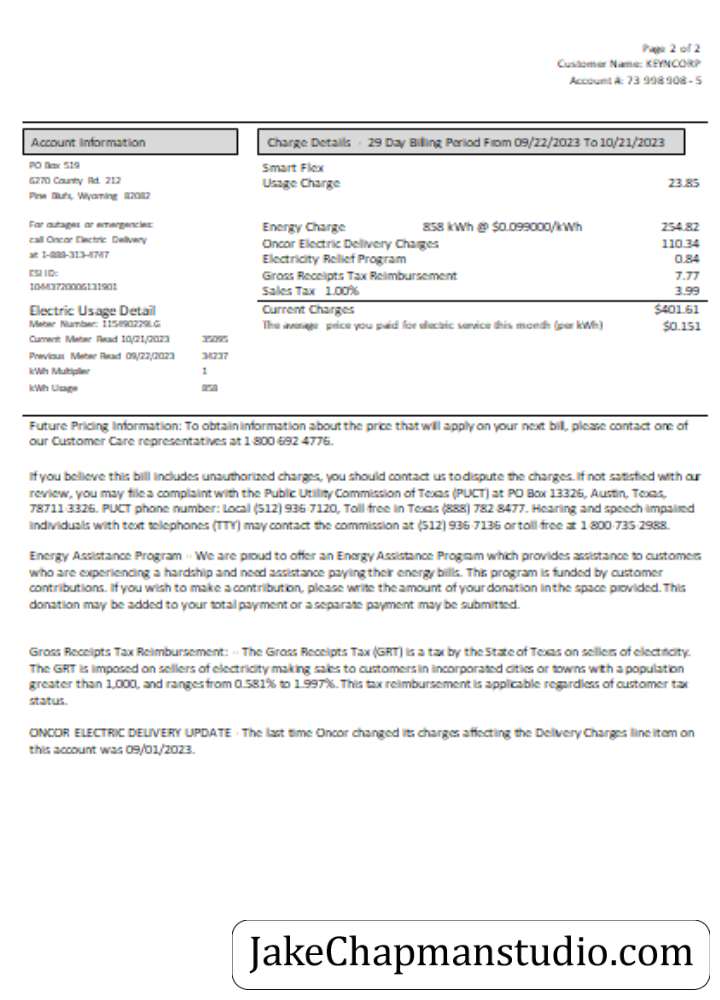 Page 2 of 2
Customer Name: KEYNCORP
Account #: 73 998 908 - 5
Account Information
PO Box 519
6270 County Rd. 212
Pine Blufs, Wyoming 82082
For outages or emergencies:
call Oncor Electric Delivery
at 1-888-313-4747
ESI ID:
10443720006131901
Electric Usage Detail
Meter Number: 115490229LG
Current Meter Read 10/21/2023 35095
Previous Meter Read 09/22/2023 34237
kWh Multiplier 1
kWh Usage 858
Charge Details - 29 Day Billing Period From 09/22/2023 To 10/21/2023
Smart Flex
Usage Charge 23.85
Energy Charge 858 kWh @ $0.099000/kWh 254.82
Oncor Electric Delivery Charges 110.34
Electricity Relief Program 0.84
Gross Receipts Tax Reimbursement 7.77
Sales Tax 1.00% 3.99
Current Charges $401.61
The average price you paid for electric service this month (per kWh) $0.151
Future Pricing Information: To obtain information about the price that will apply on your next bill, please contact one of
our Customer Care representatives at 1-800-692-4776.
If you believe this bill includes unauthorized charges, you should contact us to dispute the charges. If not satisfied with our
review, you may file a complaint with the Public Utility Commission of Texas (PUCT) at PO Box 13326, Austin, Texas,
78711-3326. PUCT phone number: Local (512) 936-7120, Toll free in Texas (888) 782-8477. Hearing and speech impaired
individuals with text telephones (TTY) may contact the commission at (512) 936-7136 or toll free at 1-800-735-2988.
Energy Assistance Program -- We are proud to offer an Energy Assistance Program which provides assistance to customers
who are experiencing a hardship and need assistance paying their energy bills. This program is funded by customer
contributions. If you wish to make a contribution, please write the amount of your donation in the space provided. This
donation may be added to your total payment or a separate payment may be submitted.
Gross Receipts Tax Reimbursement: -- The Gross Receipts Tax (GRT) is a tax by the State of Texas on sellers of electricity.
The GRT is imposed on sellers of electricity making sales to customers in incorporated cities or towns with a population
greater than 1,000, and ranges from 0.581% to 1.997%. This tax reimbursement is applicable regardless of customer tax
status.
ONCOR ELECTRIC DELIVERY UPDATE - The last time Oncor changed its charges affecting the Delivery Charges line item on
this account was 09/01/2023.
JakeChapmanstudio.com